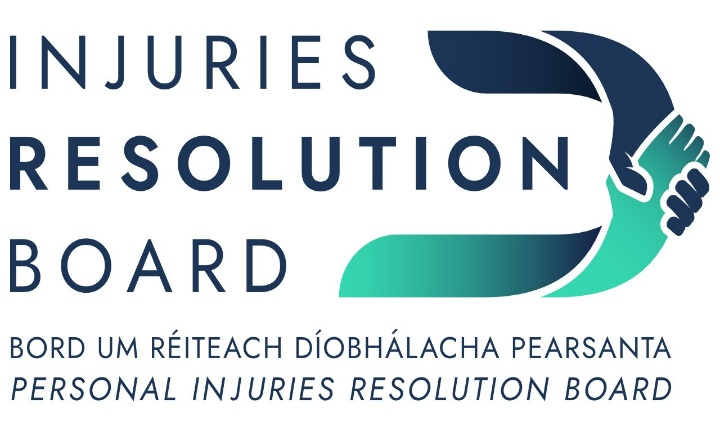 INJURIES
RESOLUTION
BOARD
BORD UM RÉITEACH DÍOBHÁLACHA PEARSANTA
PERSONAL INJURIES RESOLUTION BOARD